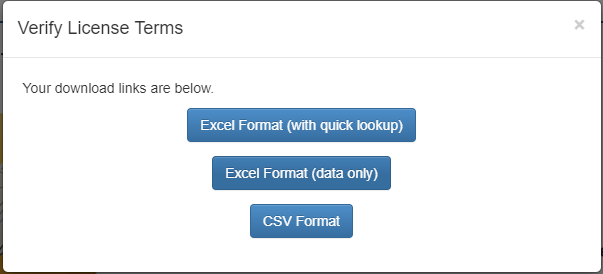 Verify License Terms
×
Your download links are below.
Excel Format (with quick lookup)
Excel Format (data only)
CSV Format